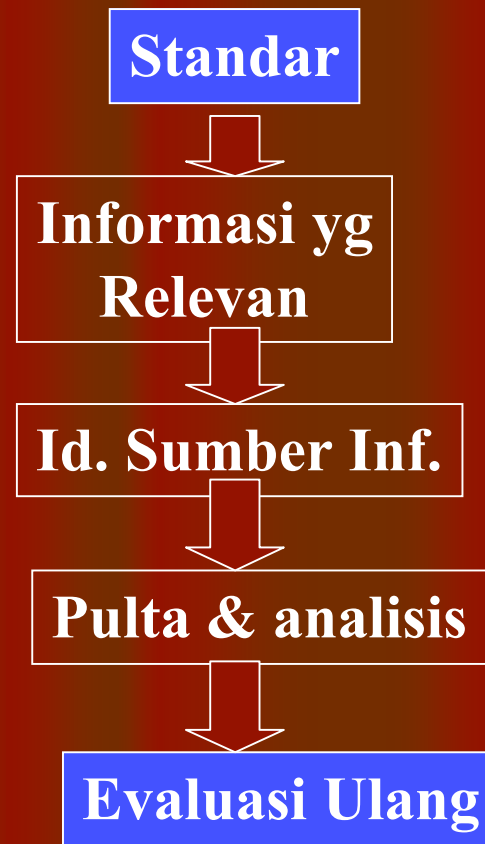 Standar
Informasi yg
Relevan
Id. Sumber Inf.
Pulta & analisis
Evaluasi Ulang